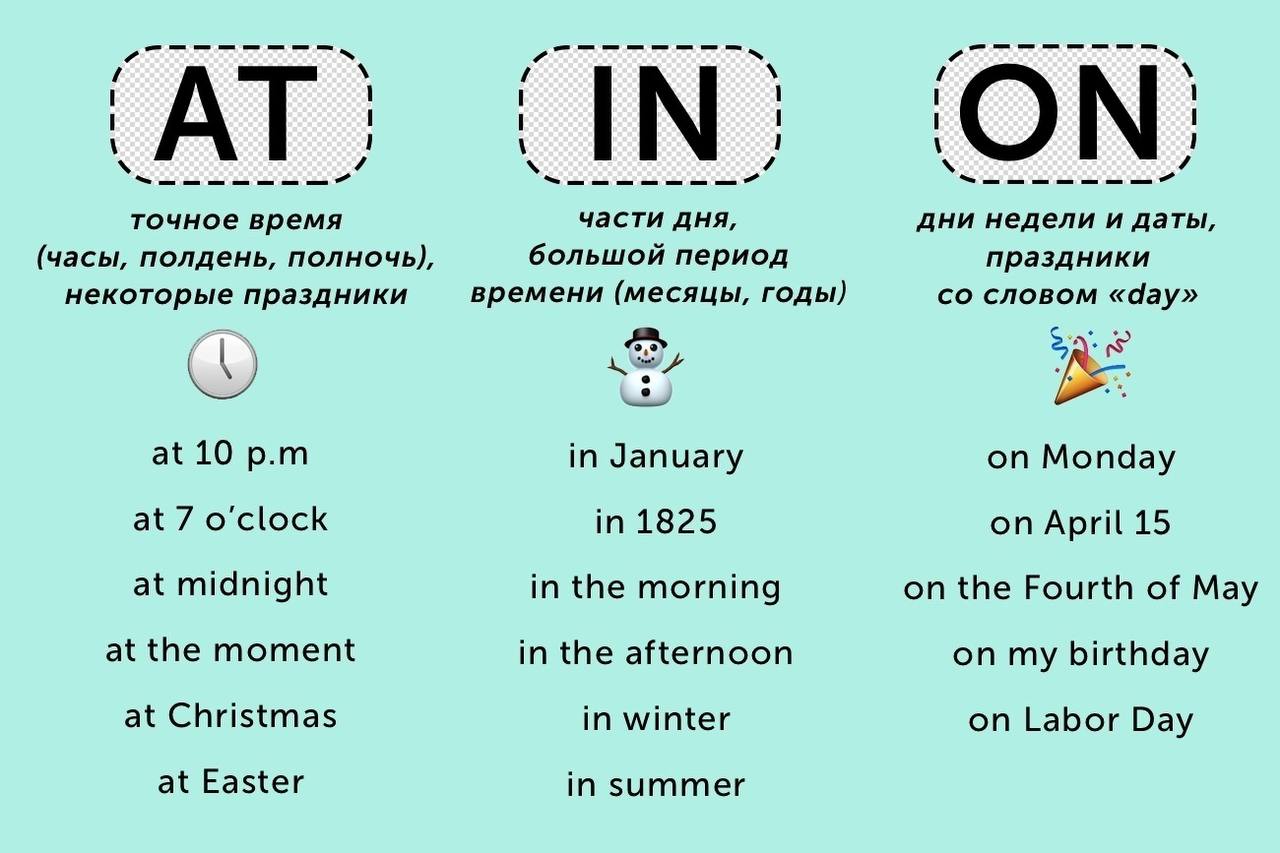 AT
точное время
(часы, полдень, полночь),
некоторые праздники
at 10 p.m
at 7 o’clock
at midnight
at the moment
at Christmas
at Easter
IN
части дня,
большой период
времени (месяцы, годы)
in January
in 1825
in the morning
in the afternoon
in winter
in summer
ON
дни недели и даты,
праздники
со словом «day»
on Monday
on April 15
on the Fourth of May
on my birthday
on Labor Day